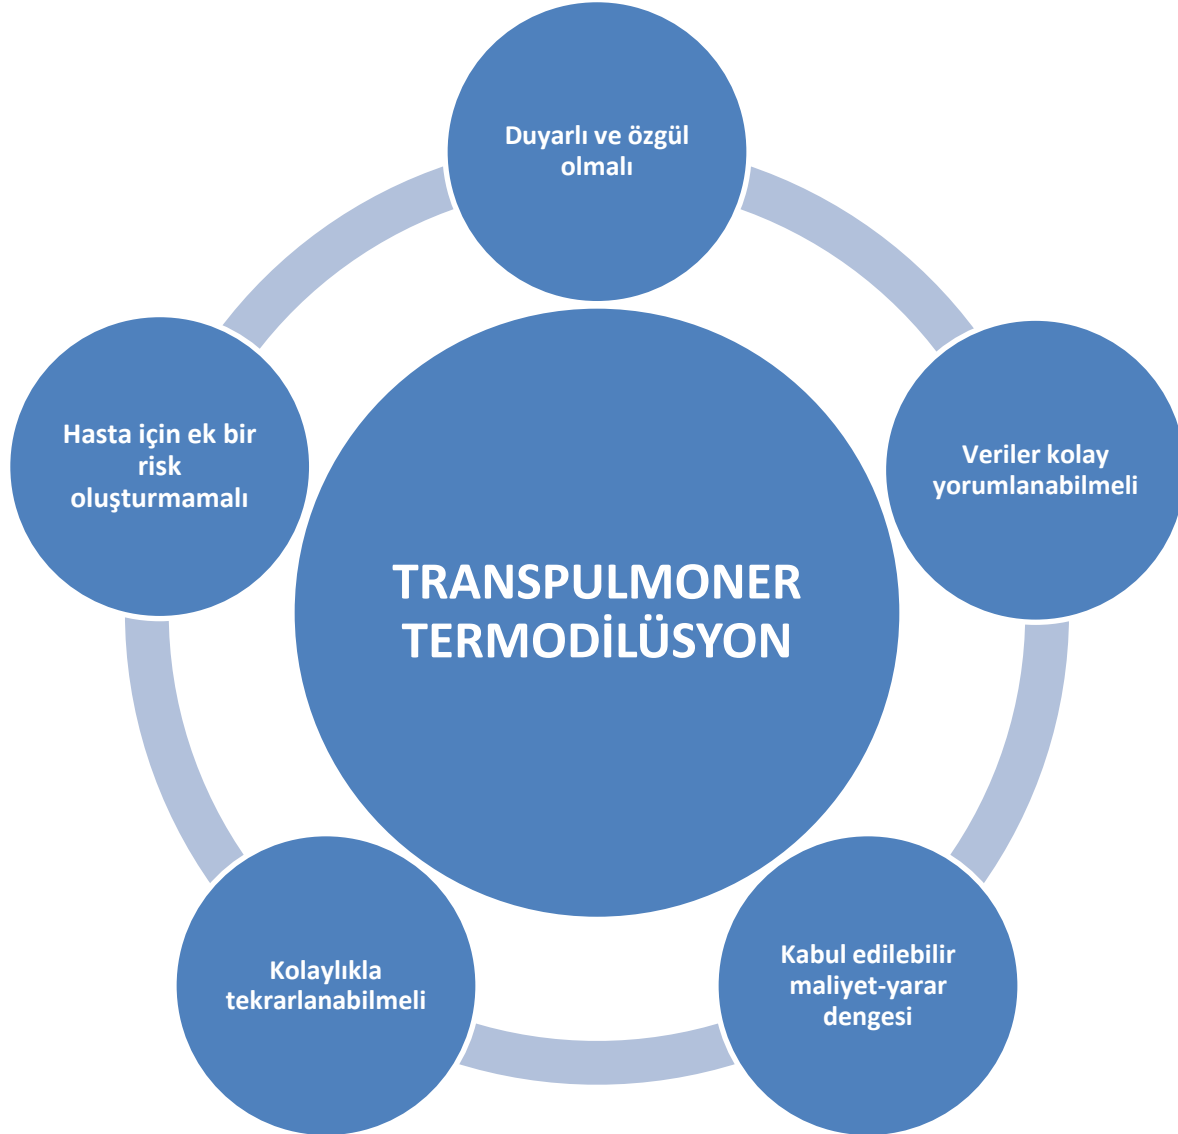 Duyarlı ve özgül
olmalı
Veriler kolay
yorumlanabilmeli
Kabul edilebilir
maliyet-yarar
dengesi
Kolaylıkla
tekrarlanabilmeli
Hasta için ek bir
risk
oluşturmamalı
TRANSPULMONER
TERMODİLÜSYON